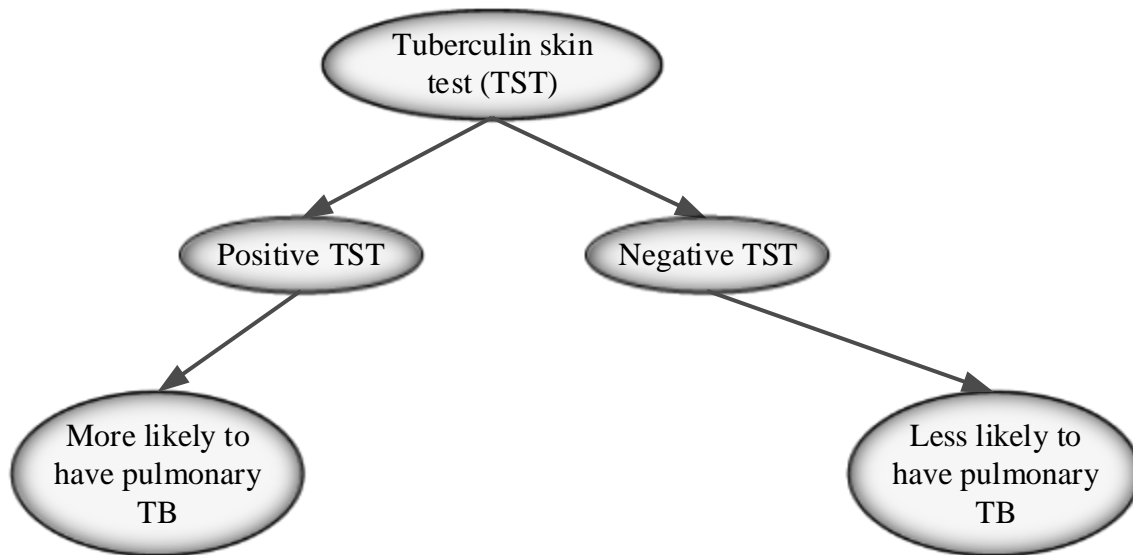 Tuberculin skin
test (TST)
Positive TST
Negative TST
More likely to
have pulmonary
TB
Less likely to
have pulmonary
TB